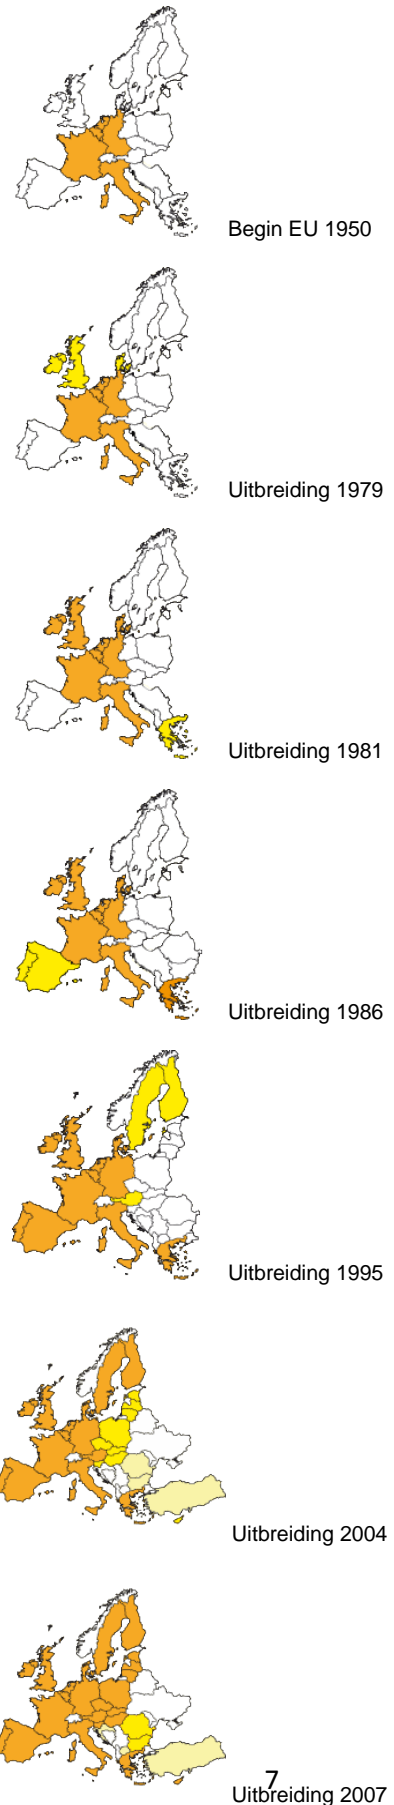 Begin EU 1950
Uitbreiding 1979
Uitbreiding 1981
Uitbreiding 1986
Uitbreiding 1995
Uitbreiding 2004
7
Uitbreiding 2007